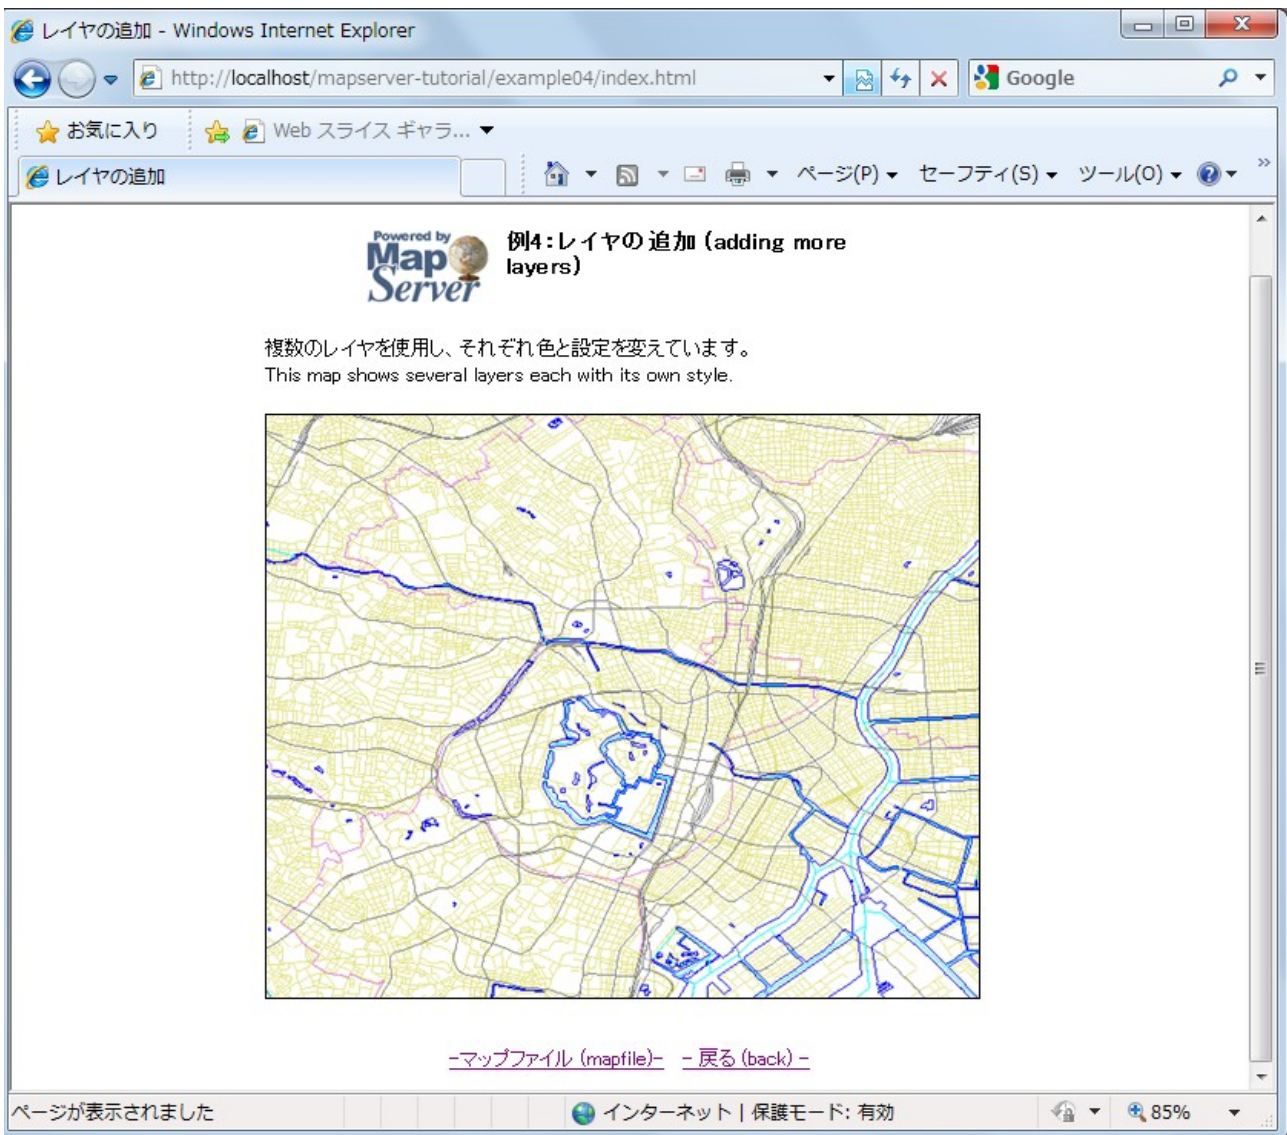 レイヤの追加 - Windows Internet Explorer
http://localhost/mapserver-tutorial/example04/index.html
Google
お気に入り
Web スライス ギャラ...
レイヤの追加
ページ(P)
セーフティ(S)
ツール(O)
Powered by
Map
Server
例4:レイヤの追加 (adding more
layers)
複数のレイヤを使用し、それぞれ色と設定を変えています。
This map shows several layers each with its own style.
-マップファイル (mapfile)-
- 戻る (back) -
ページが表示されました
インターネット | 保護モード: 有効
85%